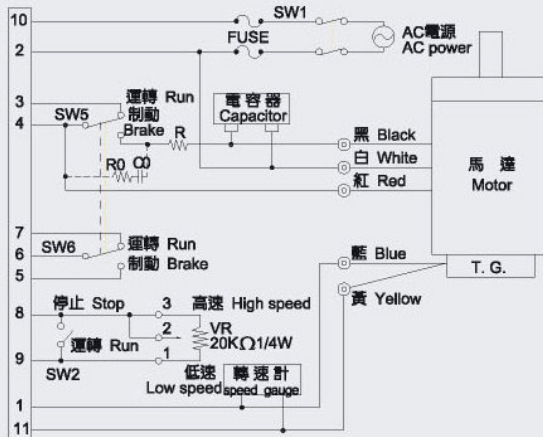 10
SW1
AC電源
AC power
2
FUSE
3
運轉 Run
SW5
制動
Brake
4
電容器
Capacitor
R
R0
C0
黑 Black
白 White
紅 Red
馬達
Motor
7
運轉 Run
6
SW6
制動 Brake
5
藍 Blue
T. G.
黃 Yellow
8
停止 Stop
3
高速 High speed
2
VR
20KΩ1/4W
運轉 Run
1
9
SW2
低速
Low speed
轉速計
speed gauge
1
11